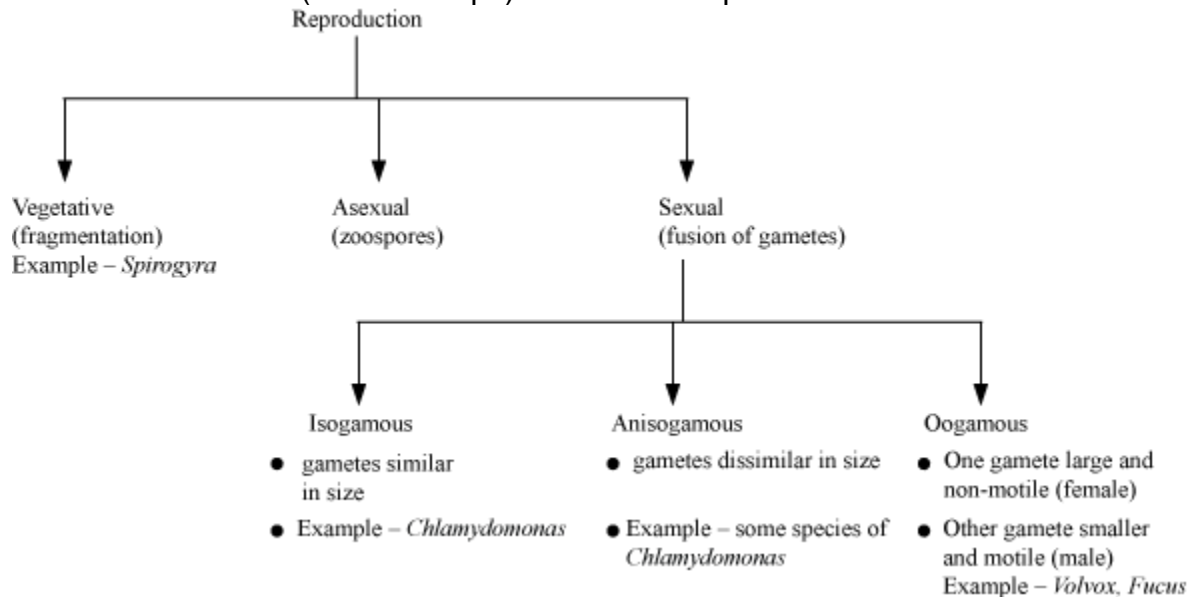 Reproduction
Vegetative
(fragmentation)
Example – Spirogyra
Asexual
(zoospores)
Sexual
(fusion of gametes)
Isogamous
● gametes similar
in size
● Example – Chlamydomonas
Anisogamous
● gametes dissimilar in size
● Example – some species of
Chlamydomonas
Oogamous
● One gamete large and
non-motile (female)
● Other gamete smaller
and motile (male)
Example – Volvox, Fucus